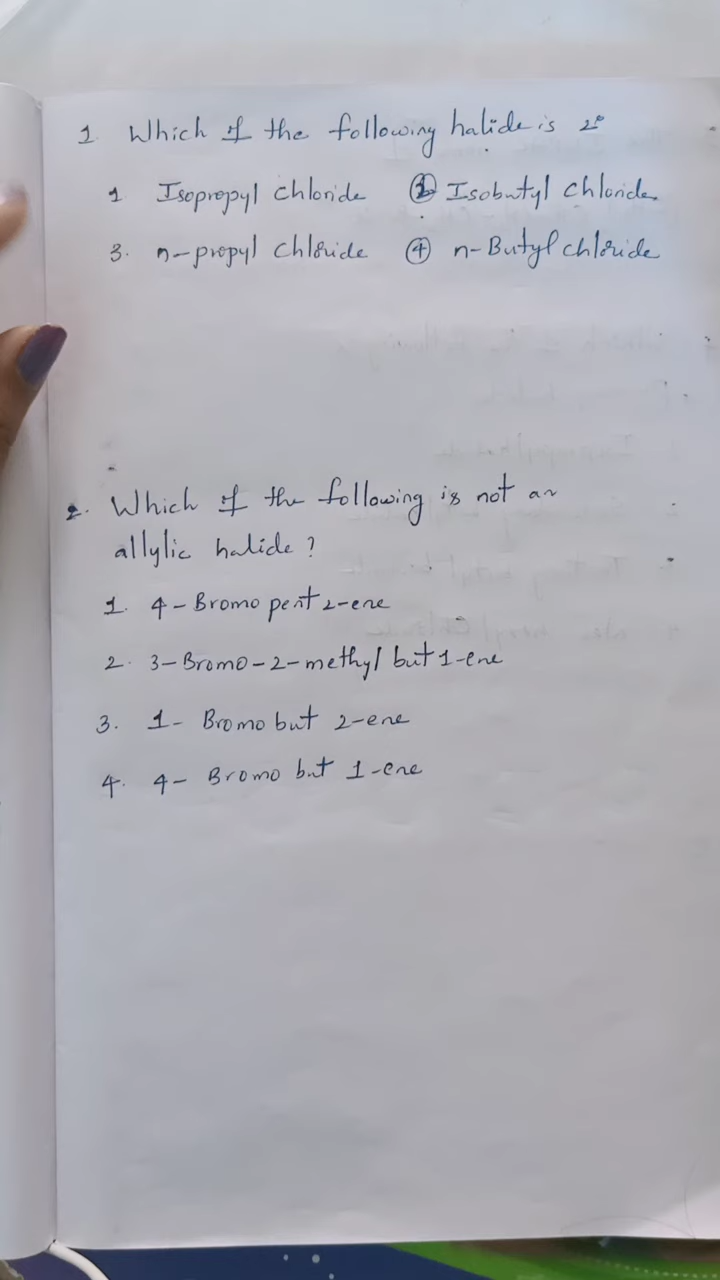 1 Which of the following halide is 2°
1 Isopropyl chloride ② Isobutyl chloride
3. n-propyl chloride ④ n-Butyl chloride
2. Which of the following is not an
allylic halide ?
1. 4-Bromo pent 2-ene
2. 3-Bromo-2-methyl but 1-ene
3. 1- Bromo but 2-ene
4. 4- Bromo but 1-ene